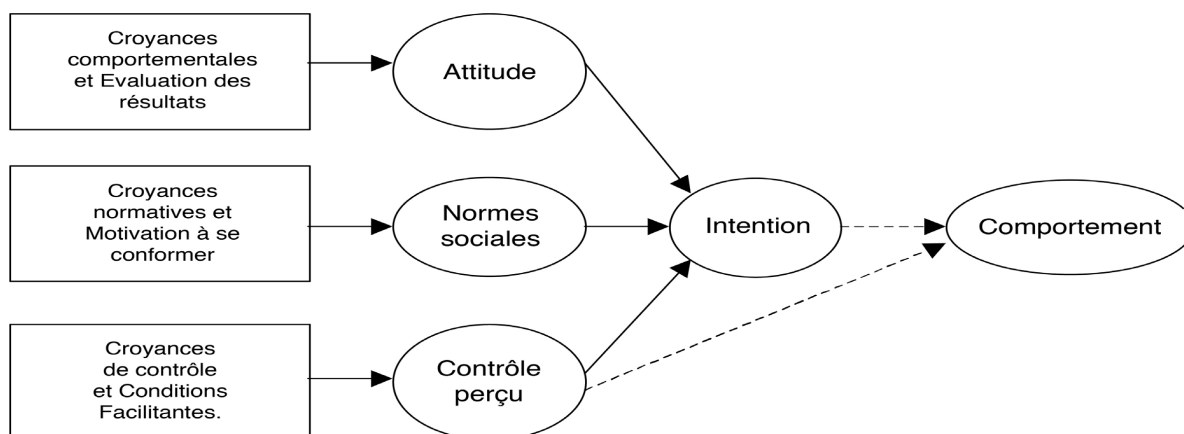 Croyances
comportementales
et Evaluation des
résultats
Attitude
Croyances
normatives et
Motivation à se
conformer
Normes
sociales
Intention
Comportement
Croyances
de contrôle
et Conditions
Facilitantes.
Contrôle
perçu